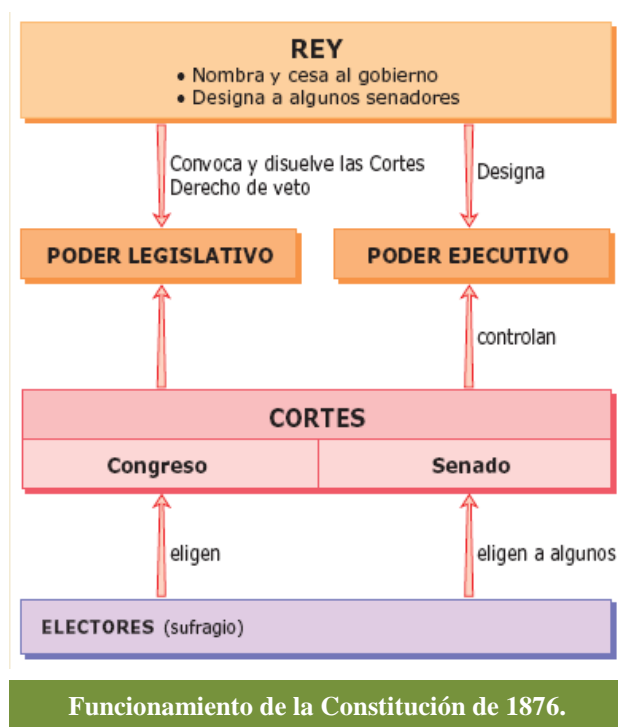 REY
• Nombra y cesa al gobierno
• Designa a algunos senadores
Convoca y disuelve las Cortes
Derecho de veto
Designa
PODER LEGISLATIVO
PODER EJECUTIVO
controlan
CORTES
Congreso
Senado
eligen
eligen a algunos
ELECTORES (sufragio)
Funcionamiento de la Constitución de 1876.